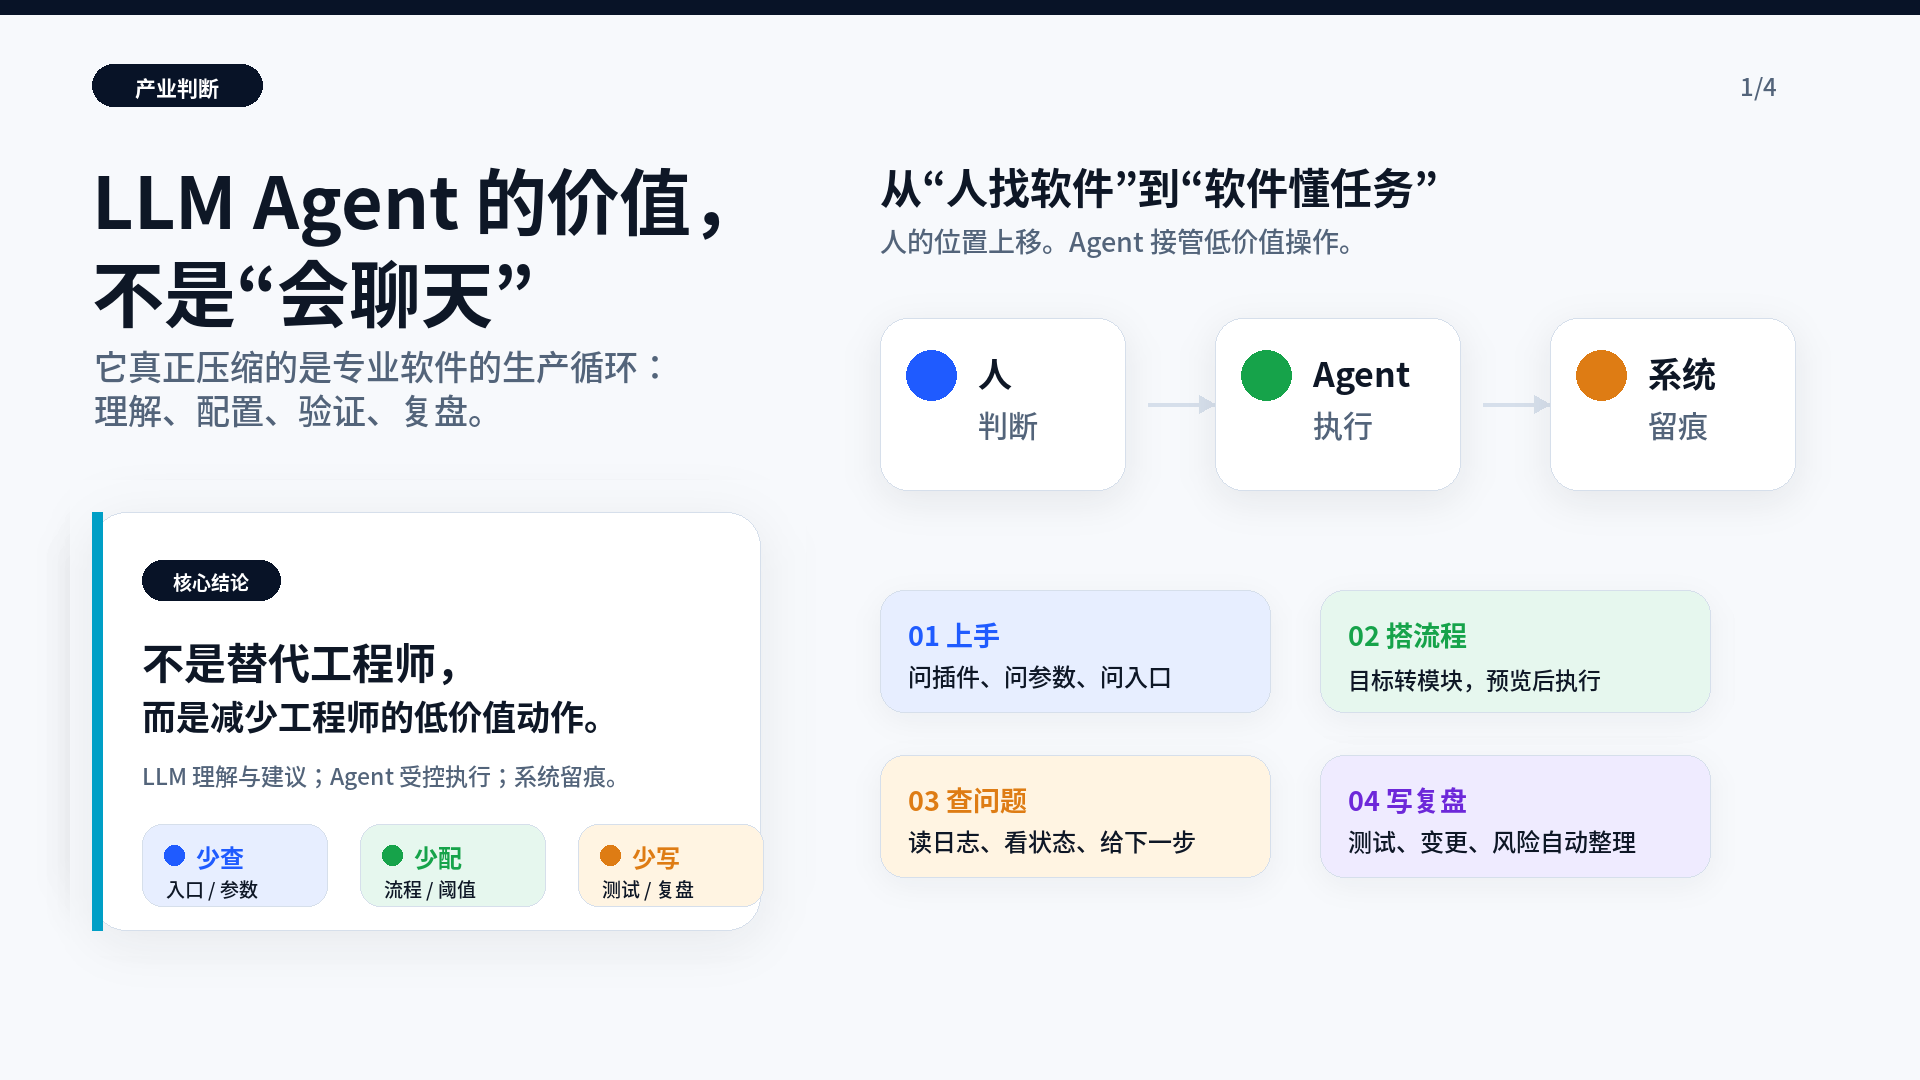 产业判断
1/4
LLM Agent 的价值，
不是“会聊天”
它真正压缩的是专业软件的生产循环：
理解、配置、验证、复盘。
核心结论
不是替代工程师，
而是减少工程师的低价值动作。
LLM 理解与建议；Agent 受控执行；系统留痕。
少查
入口 / 参数
少配
流程 / 阈值
少写
测试 / 复盘
从“人找软件”到“软件懂任务”
人的位置上移。Agent 接管低价值操作。
人
判断
Agent
执行
系统
留痕
01 上手
问插件、问参数、问入口
02 搭流程
目标转模块，预览后执行
03 查问题
读日志、看状态、给下一步
04 写复盘
测试、变更、风险自动整理